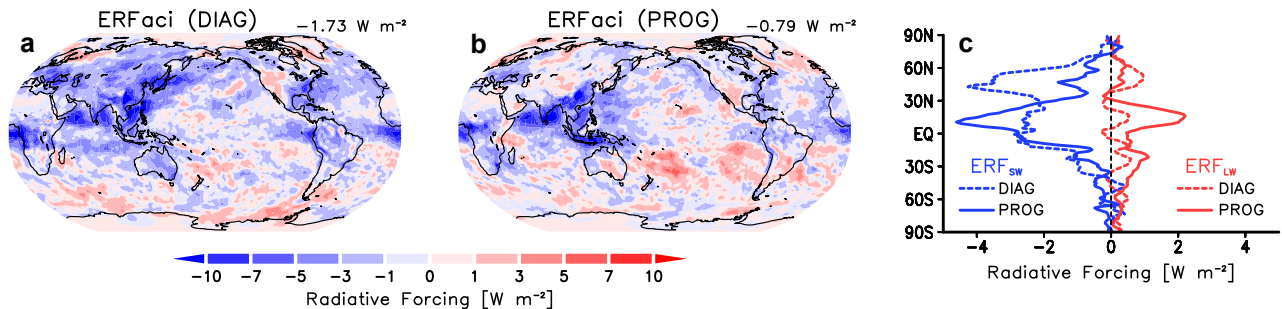 ERFaci (DIAG)
−1.73 W m⁻²
a
ERFaci (PROG)
−0.79 W m⁻²
b
−10 −7 −5 −3 −1 0 1 3 5 7 10
Radiative Forcing [W m⁻²]
c
90N
60N
30N
EQ
30S
60S
90S
ERF_SW
DIAG
PROG
ERF_LW
DIAG
PROG
−4 −2 0 2 4
Radiative Forcing [W m⁻²]